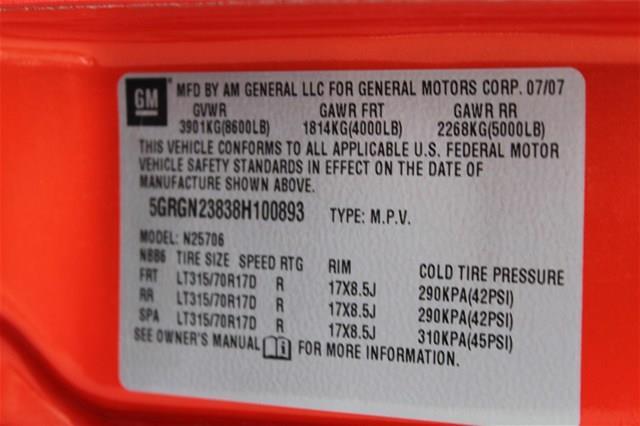 GM
MFD BY AM GENERAL LLC FOR GENERAL MOTORS CORP. 07/07
GVWR GAWR FRT GAWR RR
3901KG(8600LB) 1814KG(4000LB) 2268KG(5000LB)
THIS VEHICLE CONFORMS TO ALL APPLICABLE U.S. FEDERAL MOTOR
VEHICLE SAFETY STANDARDS IN EFFECT ON THE DATE OF
MANUFACTURE SHOWN ABOVE.
5GRGN23838H100893 TYPE: M.P.V.
MODEL: N25706
NBB6 TIRE SIZE SPEED RTG RIM COLD TIRE PRESSURE
FRT LT315/70R17D R 17X8.5J 290KPA(42PSI)
RR LT315/70R17D R 17X8.5J 290KPA(42PSI)
SPA LT315/70R17D R 17X8.5J 310KPA(45PSI)
SEE OWNER'S MANUAL i FOR MORE INFORMATION.